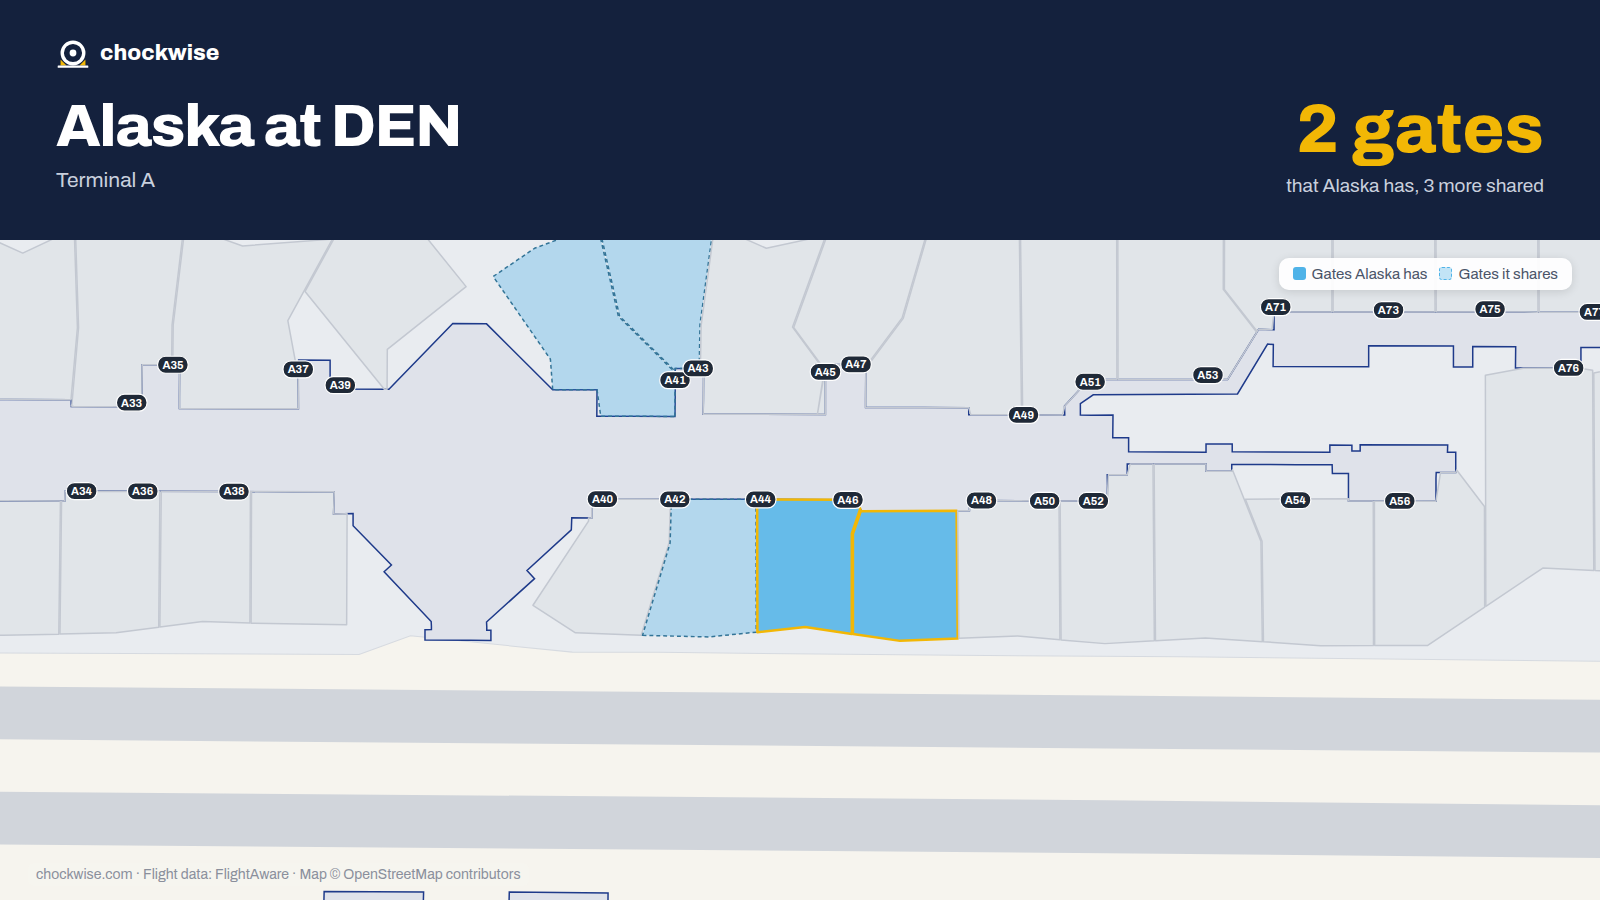 chockwise
Alaska at DEN
Terminal A
2 gates
that Alaska has, 3 more shared
Gates Alaska has
Gates it shares
A71
A73
A75
A35
A37
A39
A33
A41
A43
A45
A47
A51
A53
A76
A49
A34
A36
A38
A40
A42
A44
A46
A48
A50
A52
A54
A56
chockwise.com · Flight data: FlightAware · Map © OpenStreetMap contributors